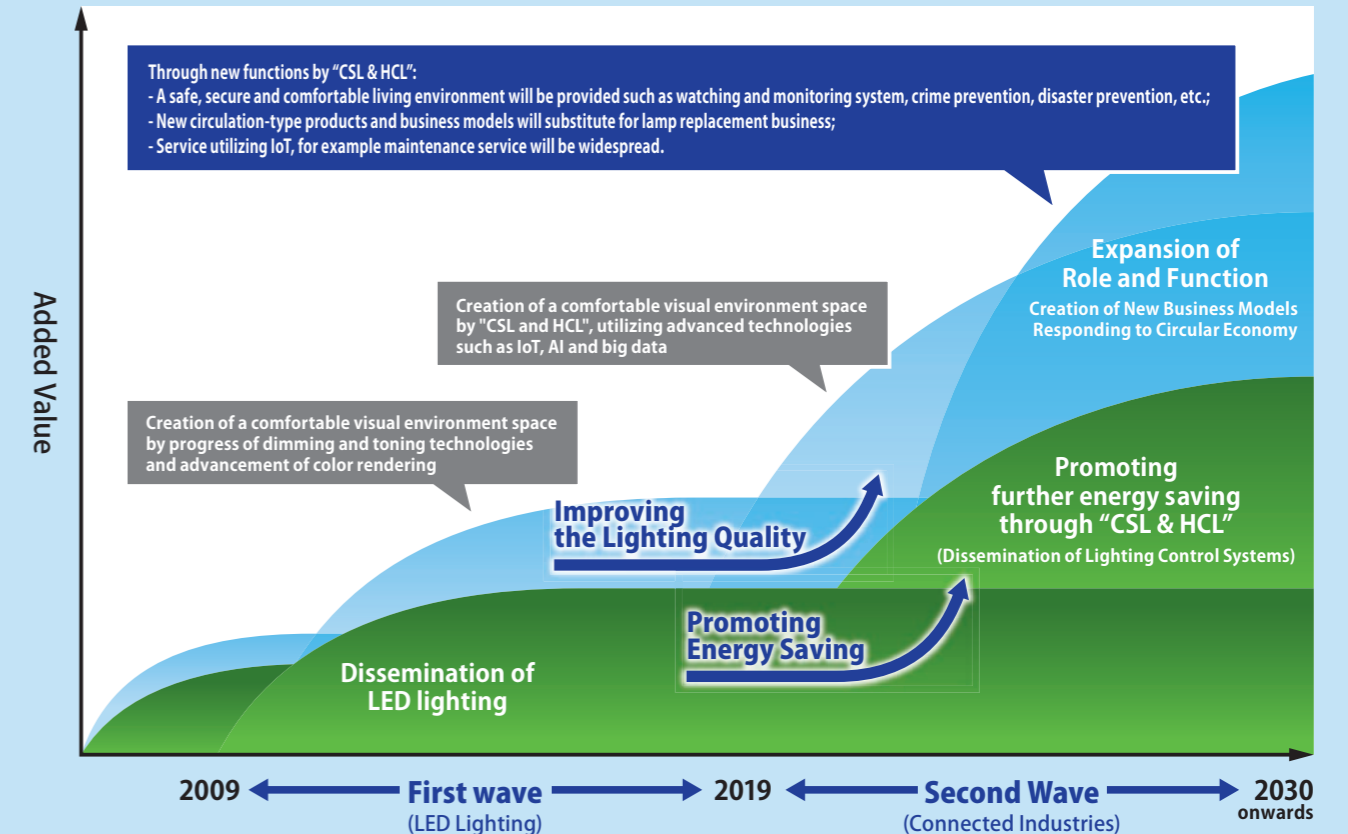 Through new functions by “CSL & HCL”:
- A safe, secure and comfortable living environment will be provided such as watching and monitoring system, crime prevention, disaster prevention, etc.;
- New circulation-type products and business models will substitute for lamp replacement business;
- Service utilizing IoT, for example maintenance service will be widespread.
Expansion of
Role and Function
Creation of New Business Models
Responding to Circular Economy
Creation of a comfortable visual environment space
by "CSL and HCL", utilizing advanced technologies
such as IoT, AI and big data
Added Value
Creation of a comfortable visual environment space
by progress of dimming and toning technologies
and advancement of color rendering
Promoting
further energy saving
through “CSL & HCL”
(Dissemination of Lighting Control Systems)
Improving
the Lighting Quality
Promoting
Energy Saving
Dissemination of
LED lighting
2009
First wave
(LED Lighting)
2019
Second Wave
(Connected Industries)
2030
onwards